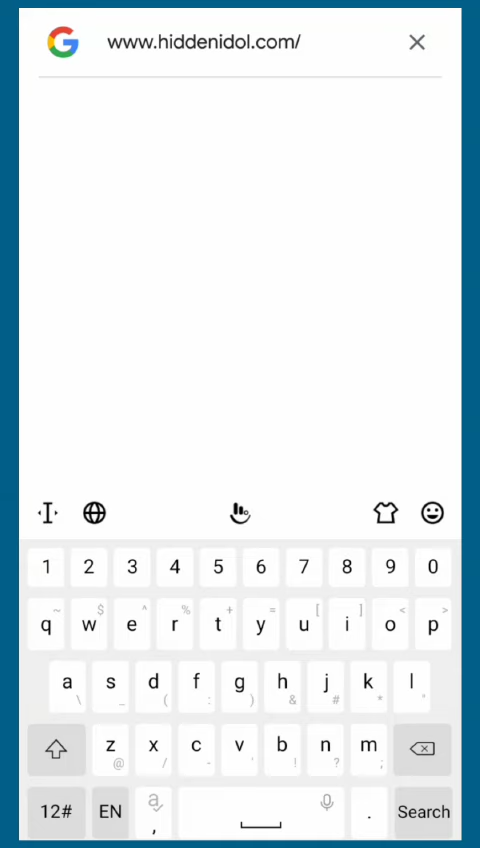 www.hiddenidol.com/
1 2 3 4 5 6 7 8 9 0
~ $ ^ % + = [ ] < >
q w e r t y u i o p
a s d f g h j k l
\ _ ( : ) & # * "
z x c v b n m
@ / - ' ! ? ;
12# EN a , . Search